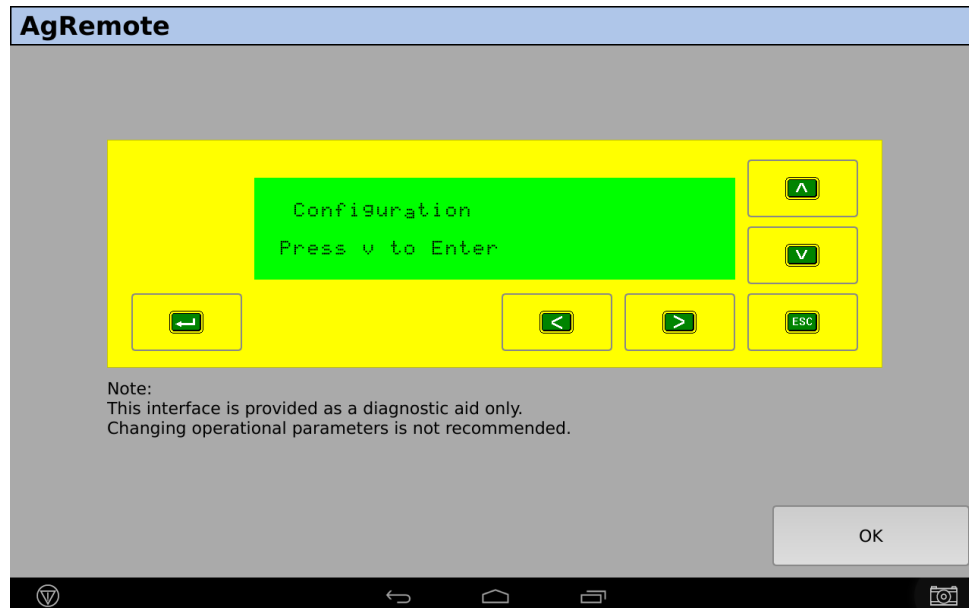 AgRemote
Configuration
Press v to Enter
ESC
Note:
This interface is provided as a diagnostic aid only.
Changing operational parameters is not recommended.
OK